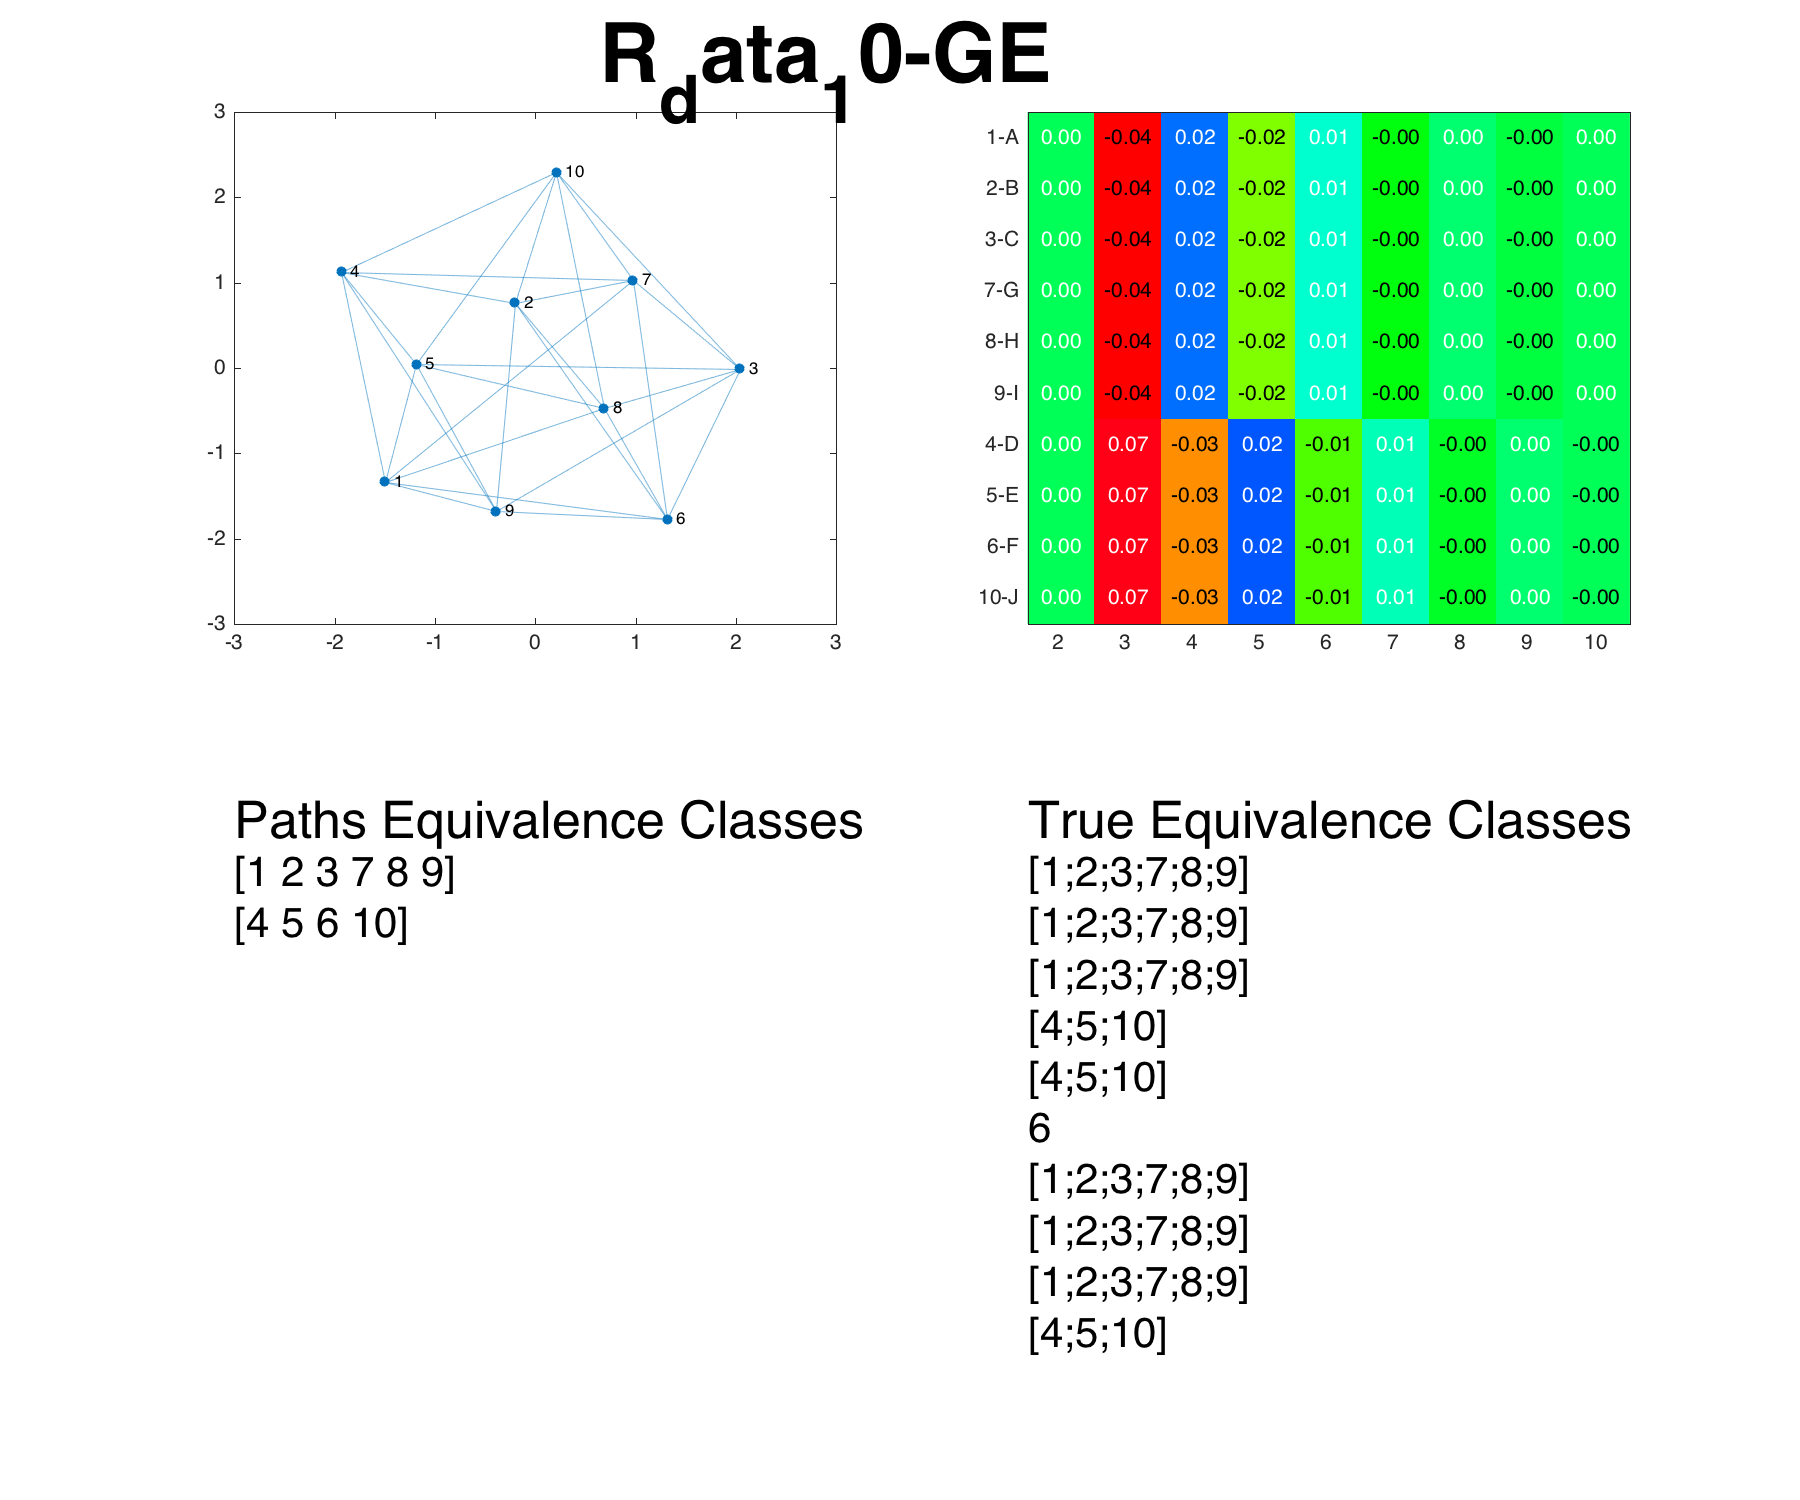 R_data_10-GE
3
2
1
0
-1
-2
-3
-3 -2 -1 0 1 2 3
10
4
7
2
5
3
8
1
9
6
1-A 0.00 -0.04 0.02 -0.02 0.01 -0.00 0.00 -0.00 0.00
2-B 0.00 -0.04 0.02 -0.02 0.01 -0.00 0.00 -0.00 0.00
3-C 0.00 -0.04 0.02 -0.02 0.01 -0.00 0.00 -0.00 0.00
7-G 0.00 -0.04 0.02 -0.02 0.01 -0.00 0.00 -0.00 0.00
8-H 0.00 -0.04 0.02 -0.02 0.01 -0.00 0.00 -0.00 0.00
9-I 0.00 -0.04 0.02 -0.02 0.01 -0.00 0.00 -0.00 0.00
4-D 0.00 0.07 -0.03 0.02 -0.01 0.01 -0.00 0.00 -0.00
5-E 0.00 0.07 -0.03 0.02 -0.01 0.01 -0.00 0.00 -0.00
6-F 0.00 0.07 -0.03 0.02 -0.01 0.01 -0.00 0.00 -0.00
10-J 0.00 0.07 -0.03 0.02 -0.01 0.01 -0.00 0.00 -0.00
2 3 4 5 6 7 8 9 10
Paths Equivalence Classes
[1 2 3 7 8 9]
[4 5 6 10]
True Equivalence Classes
[1;2;3;7;8;9]
[1;2;3;7;8;9]
[1;2;3;7;8;9]
[4;5;10]
[4;5;10]
6
[1;2;3;7;8;9]
[1;2;3;7;8;9]
[1;2;3;7;8;9]
[4;5;10]